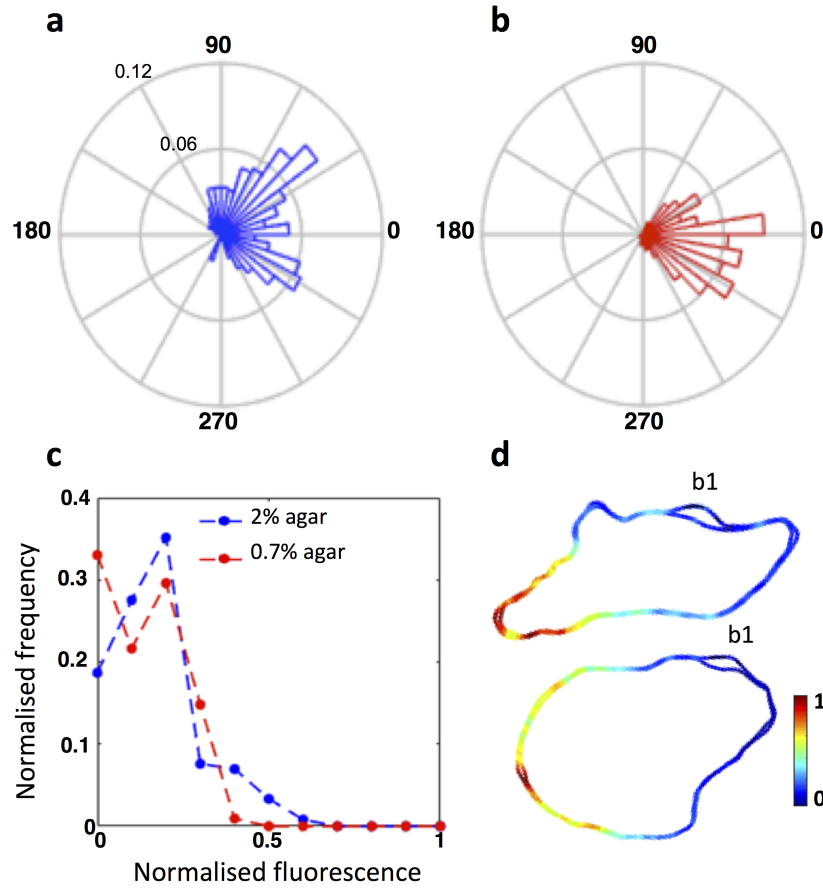 a
90
0.12
0.06
180
0
270
b
90
180
0
270
c
0.4
0.3
0.2
0.1
0
0
0.5
1
2% agar
0.7% agar
Normalised frequency
Normalised fluorescence
d
b1
b1
1
0